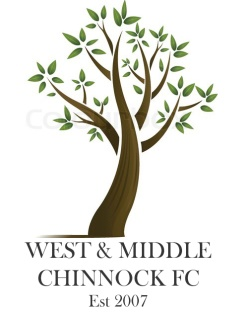 WEST & MIDDLE
CHINNOCK FC
Est 2007